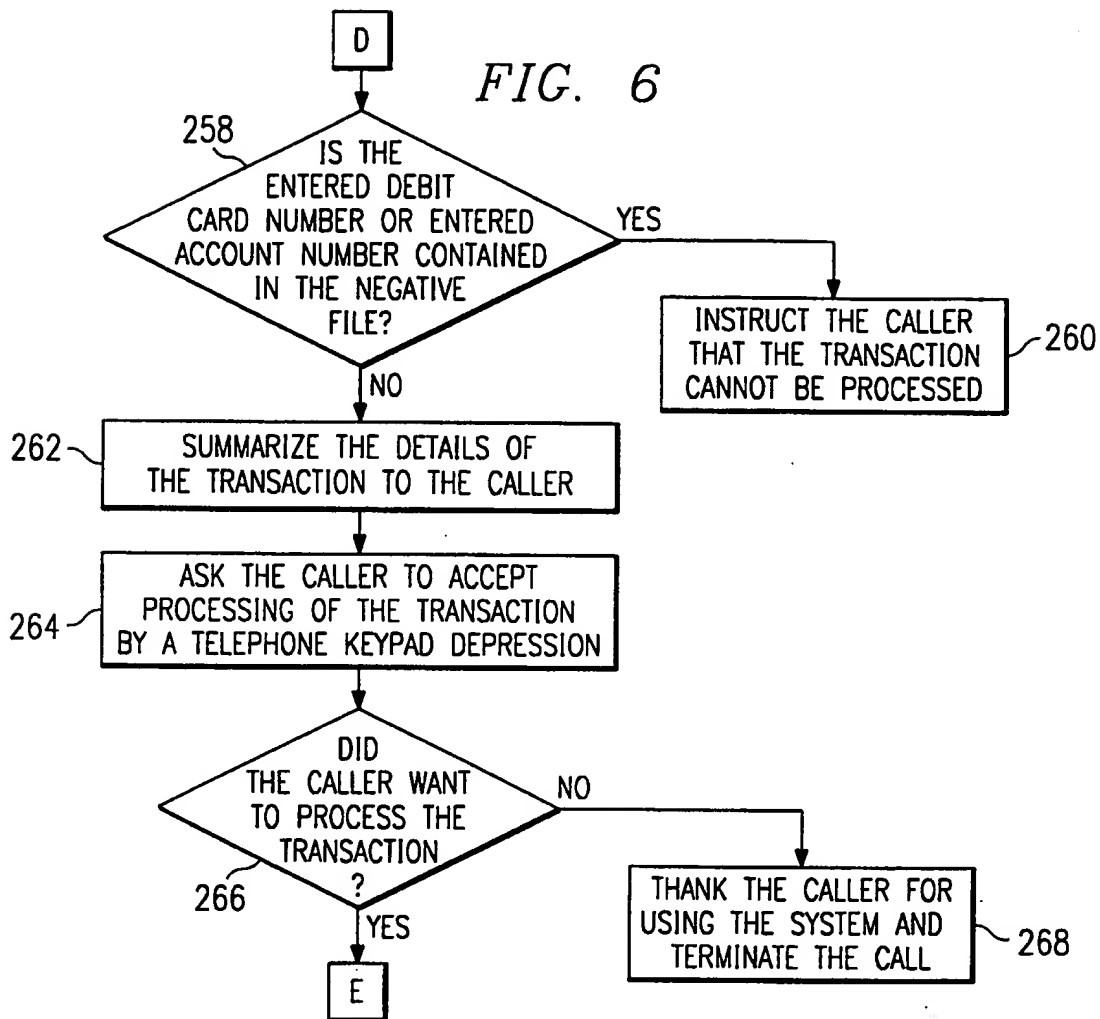 D
FIG. 6
258
IS THE
ENTERED DEBIT
CARD NUMBER OR ENTERED
ACCOUNT NUMBER CONTAINED
IN THE NEGATIVE
FILE?
YES
INSTRUCT THE CALLER
THAT THE TRANSACTION
CANNOT BE PROCESSED
260
NO
262
SUMMARIZE THE DETAILS OF
THE TRANSACTION TO THE CALLER
264
ASK THE CALLER TO ACCEPT
PROCESSING OF THE TRANSACTION
BY A TELEPHONE KEYPAD DEPRESSION
DID
THE CALLER WANT
TO PROCESS THE
TRANSACTION
?
266
NO
THANK THE CALLER FOR
USING THE SYSTEM AND
TERMINATE THE CALL
268
YES
E